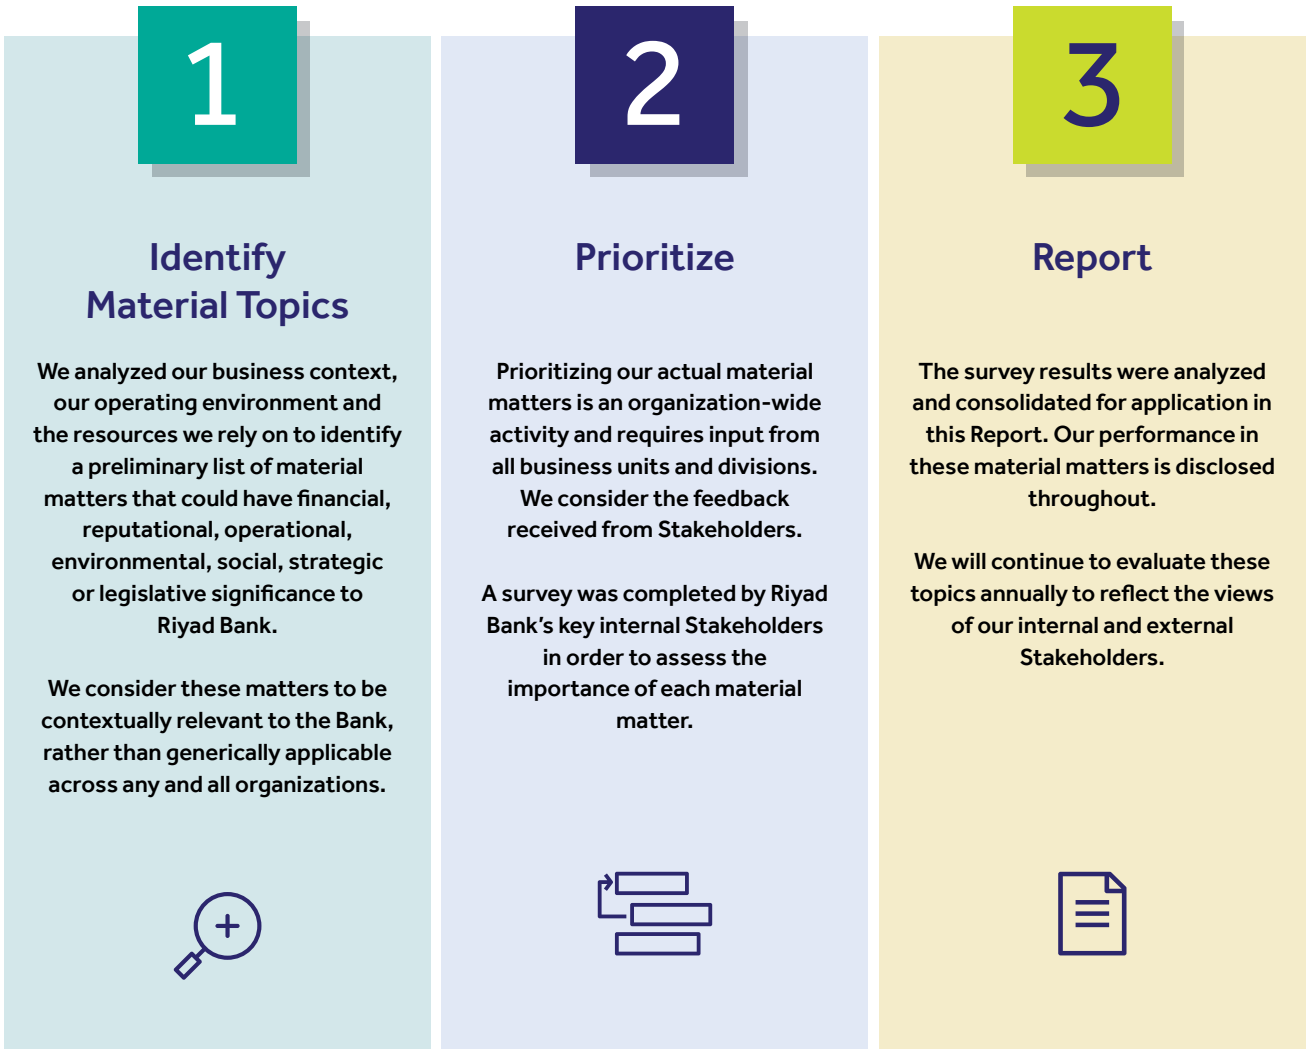 1
Identify
Material Topics
We analyzed our business context,
our operating environment and
the resources we rely on to identify
a preliminary list of material
matters that could have financial,
reputational, operational,
environmental, social, strategic
or legislative significance to
Riyad Bank.
We consider these matters to be
contextually relevant to the Bank,
rather than generically applicable
across any and all organizations.
2
Prioritize
Prioritizing our actual material
matters is an organization-wide
activity and requires input from
all business units and divisions.
We consider the feedback
received from Stakeholders.
A survey was completed by Riyad
Bank's key internal Stakeholders
in order to assess the
importance of each material
matter.
3
Report
The survey results were analyzed
and consolidated for application in
this Report. Our performance in
these material matters is disclosed
throughout.
We will continue to evaluate these
topics annually to reflect the views
of our internal and external
Stakeholders.